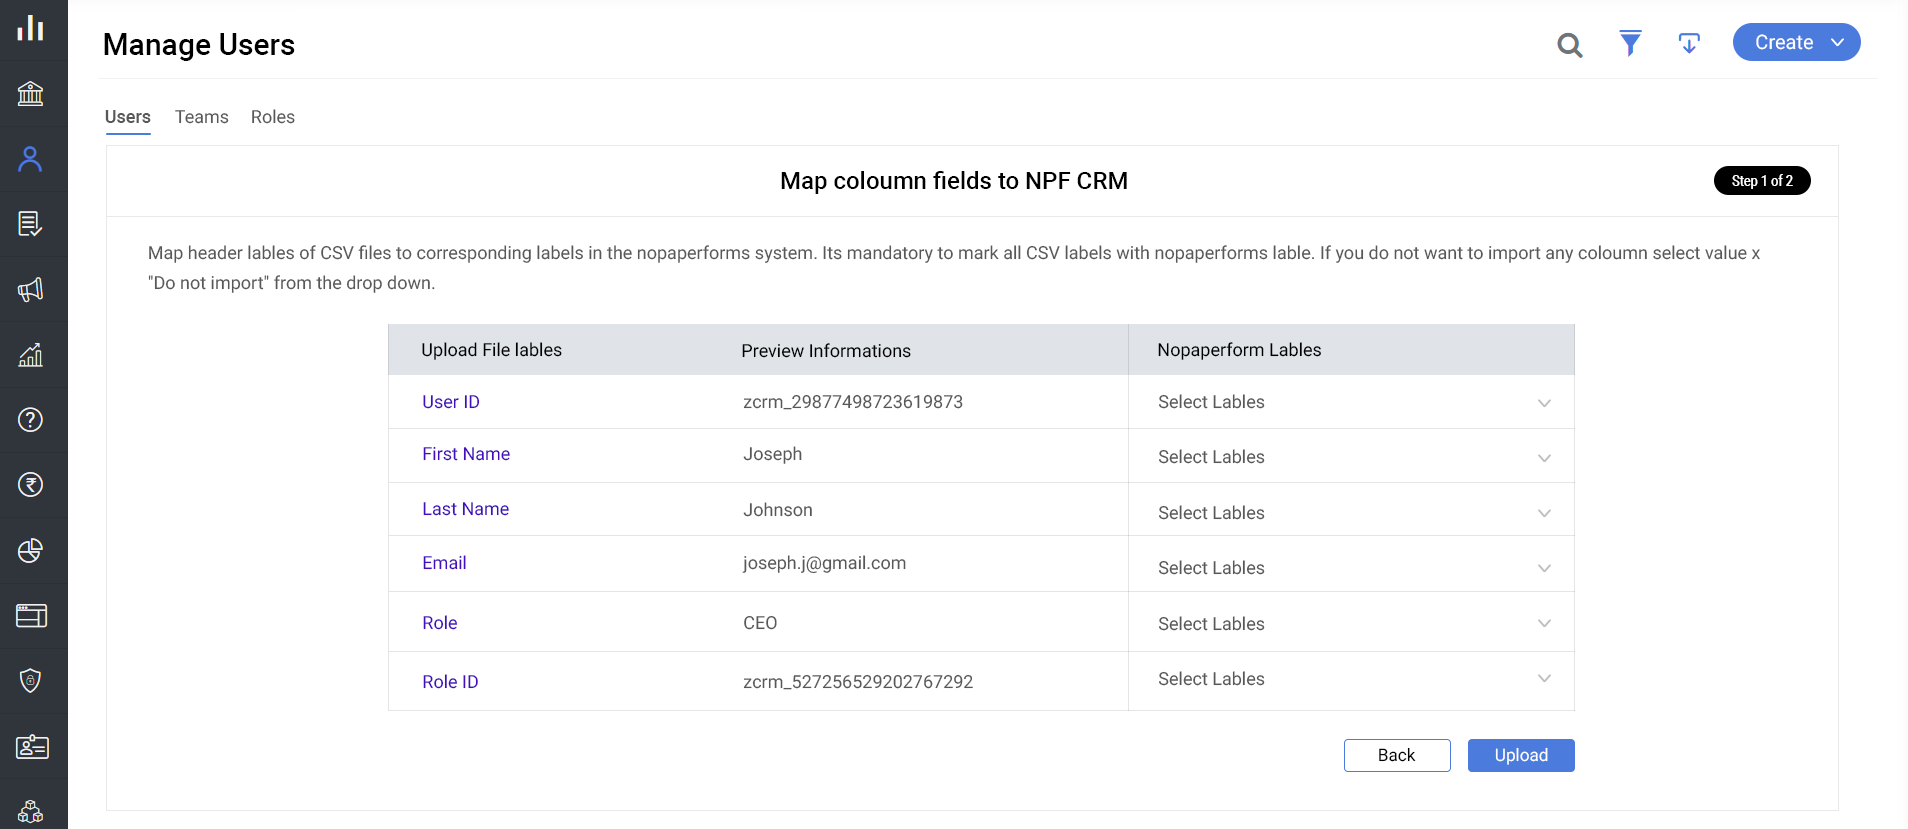 Manage Users
Create
Users Teams Roles
Map coloumn fields to NPF CRM
Step 1 of 2
Map header lables of CSV files to corresponding labels in the nopaperforms system. Its mandatory to mark all CSV labels with nopaperforms lable. If you do not want to import any coloumn select value x
"Do not import" from the drop down.
Upload File lables Preview Informations Nopaperform Lables
User ID zcrm_29877498723619873 Select Lables
First Name Joseph Select Lables
Last Name Johnson Select Lables
Email joseph.j@gmail.com Select Lables
Role CEO Select Lables
Role ID zcrm_527256529202767292 Select Lables
Back Upload